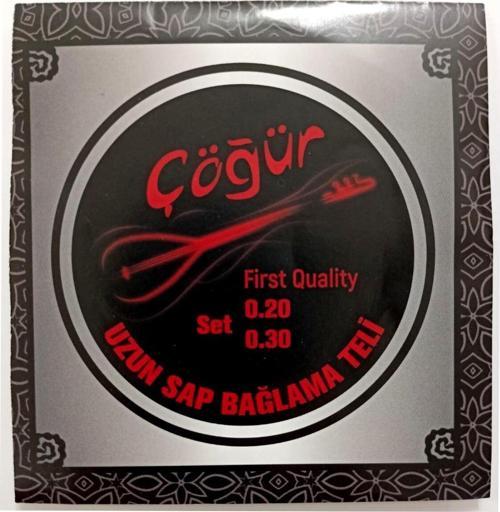 Çöğür
First Quality
Set
0.20
0.30
UZUN SAP BAĞLAMA TELİ